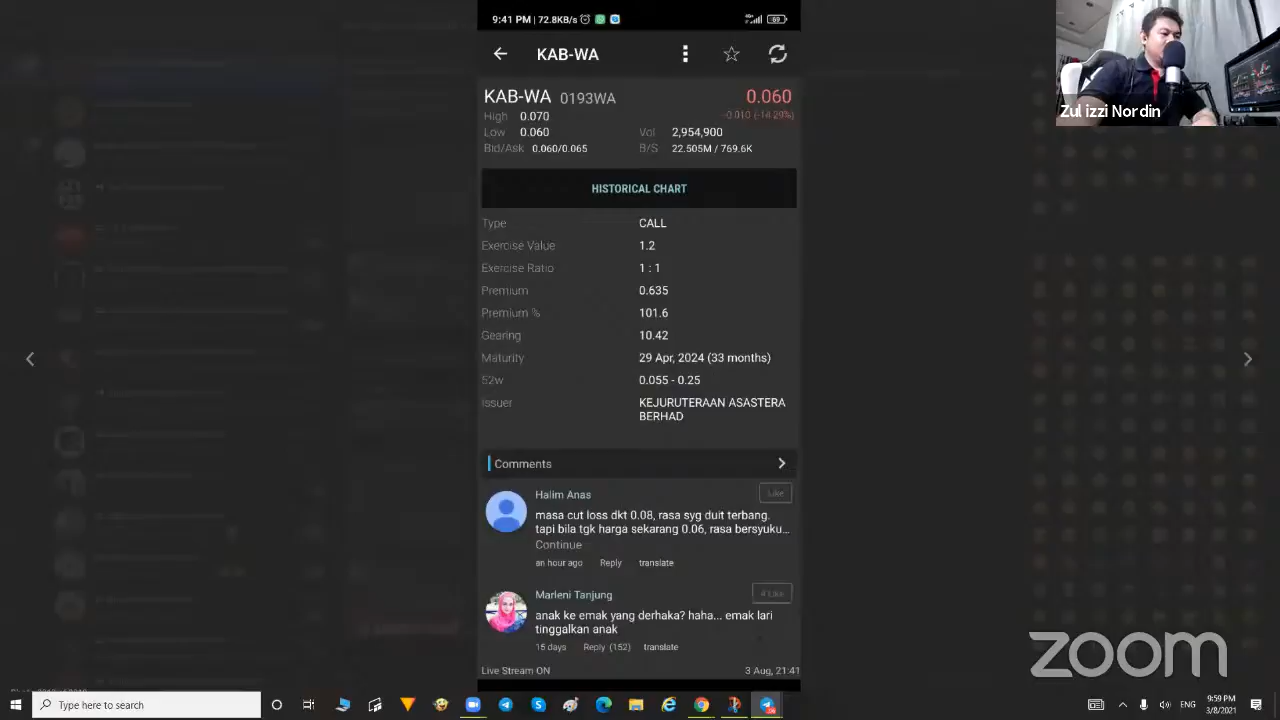 9:41 PM | 72.8KB/s
69
KAB-WA
KAB-WA 0193WA
0.060
High 0.070
-0.010 (-14.29%)
Low 0.060
Vol 2,954,900
Bid/Ask 0.060/0.065
B/S 22.505M / 769.6K
HISTORICAL CHART
Type CALL
Exercise Value 1.2
Exercise Ratio 1 : 1
Premium 0.635
Premium % 101.6
Gearing 10.42
Maturity 29 Apr, 2024 (33 months)
52w 0.055 - 0.25
Issuer KEJURUTERAAN ASASTERA
BERHAD
Comments
Halim Anas
Like
masa cut loss dkt 0.08, rasa syg duit terbang.
tapi bila tgk harga sekarang 0.06, rasa bersyuku...
Continue
an hour ago Reply translate
Marleni Tanjung
4 Like
anak ke emak yang derhaka? haha... emak lari
tinggalkan anak
15 days Reply (152) translate
Live Stream ON
3 Aug, 21:41
Zul izzi Nordin
zoom
Type here to search
ENG
9:59 PM
3/8/2021